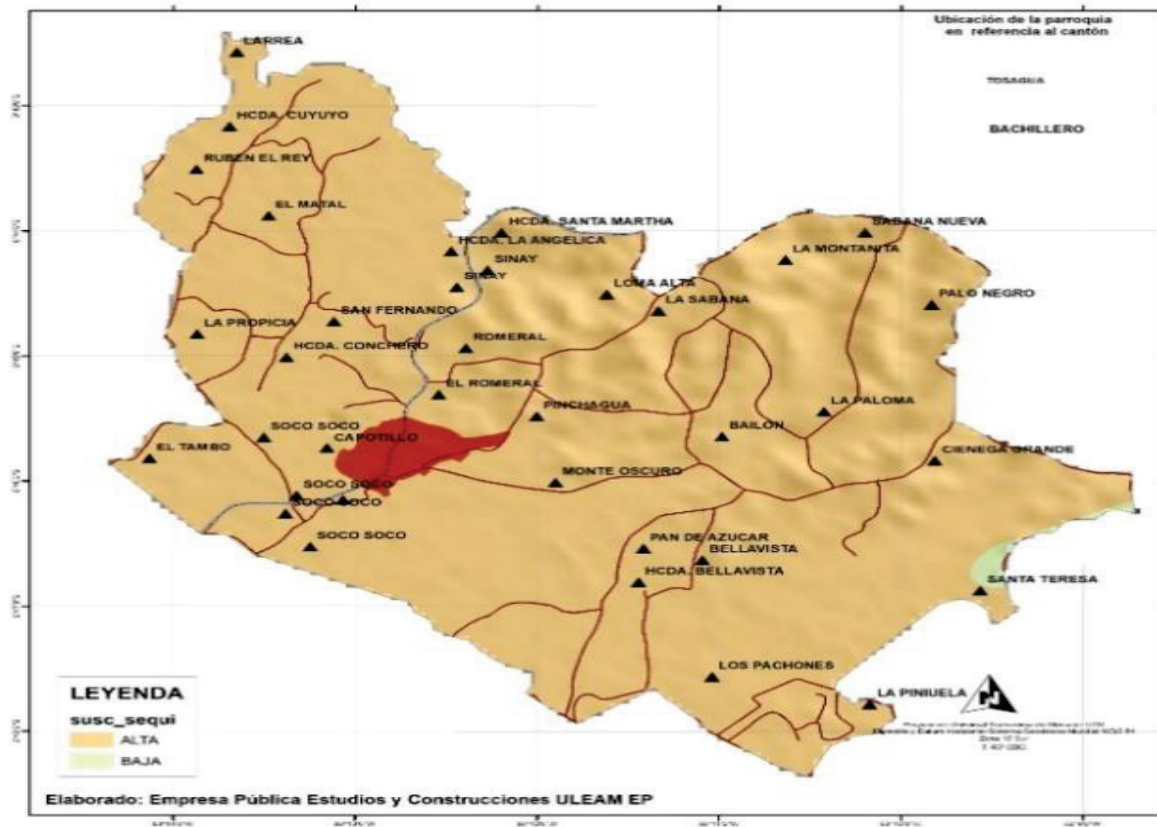 Ubicación de la parroquia
en referencia al cantón
TOSAGUA
BACHILLERO
LARREA
HCDA. CUYUYO
RUBEN EL REY
EL MATAL
HCDA. SANTA MARTHA
SABANA NUEVA
HCDA. LA ANGELICA
LA MONTANITA
SINAY
SINAY
LOMA ALTA
LA SABANA
PALO NEGRO
SAN FERNANDO
LA PROPICIA
ROMERAL
HCDA. CONCHERO
EL ROMERAL
PINCHAGUA
LA PALOMA
BAILON
SOCO SOCO
CAPOTILLO
EL TAMBO
CIENEGA GRANDE
MONTE OSCURO
SOCO SOCO
SOCO SOCO
SOCO SOCO
PAN DE AZUCAR
BELLAVISTA
HCDA. BELLAVISTA
SANTA TERESA
LOS PACHONES
LA PINIUELA
N
LEYENDA
susc_sequi
ALTA
BAJA
Elaborado: Empresa Pública Estudios y Construcciones ULEAM EP